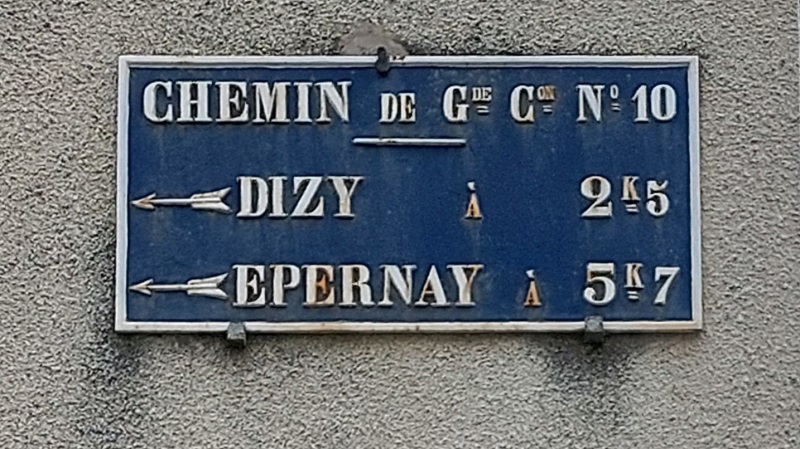 CHEMIN DE Gᴰᴱ Cᴼᴺ Nº 10
DIZY À 2ᴷ5
EPERNAY À 5ᴷ7